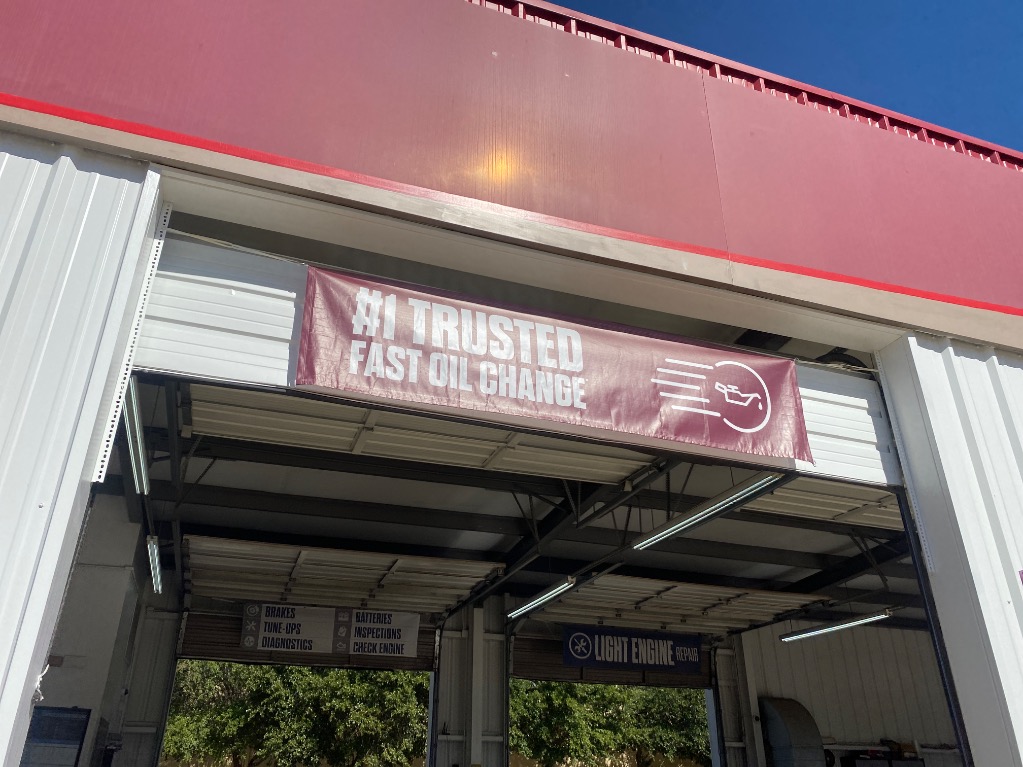 #1 TRUSTED
FAST OIL CHANGE
BRAKES
TUNE-UPS
DIAGNOSTICS
BATTERIES
INSPECTIONS
CHECK ENGINE
LIGHT ENGINE REPAIR